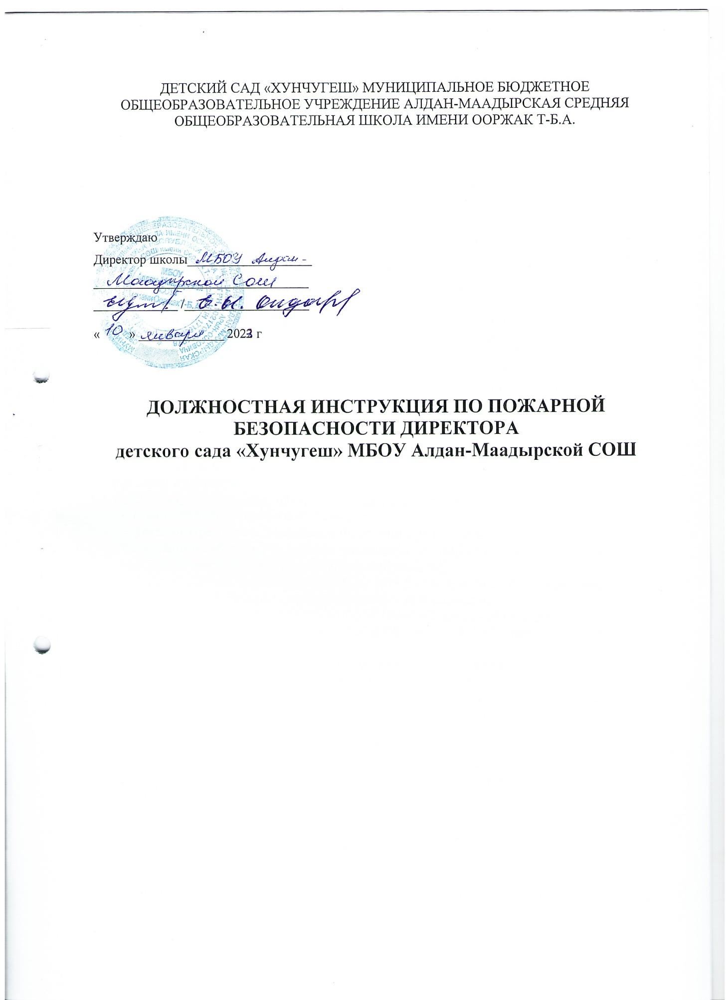 ДЕТСКИЙ САД «ХУНЧУГЕШ» МУНИЦИПАЛЬНОЕ БЮДЖЕТНОЕ
ОБЩЕОБРАЗОВАТЕЛЬНОЕ УЧРЕЖДЕНИЕ АЛДАН-МААДЫРСКАЯ СРЕДНЯЯ
ОБЩЕОБРАЗОВАТЕЛЬНАЯ ШКОЛА ИМЕНИ ООРЖАК Т-Б.А.
Утверждаю
Директор школы МБОУ Алдан-
Маадырской Сош
/ Ондар
« 10 » января 2023 г
МБОУ
ДОЛЖНОСТНАЯ ИНСТРУКЦИЯ ПО ПОЖАРНОЙ
БЕЗОПАСНОСТИ ДИРЕКТОРА
детского сада «Хунчугеш» МБОУ Алдан-Маадырской СОШ